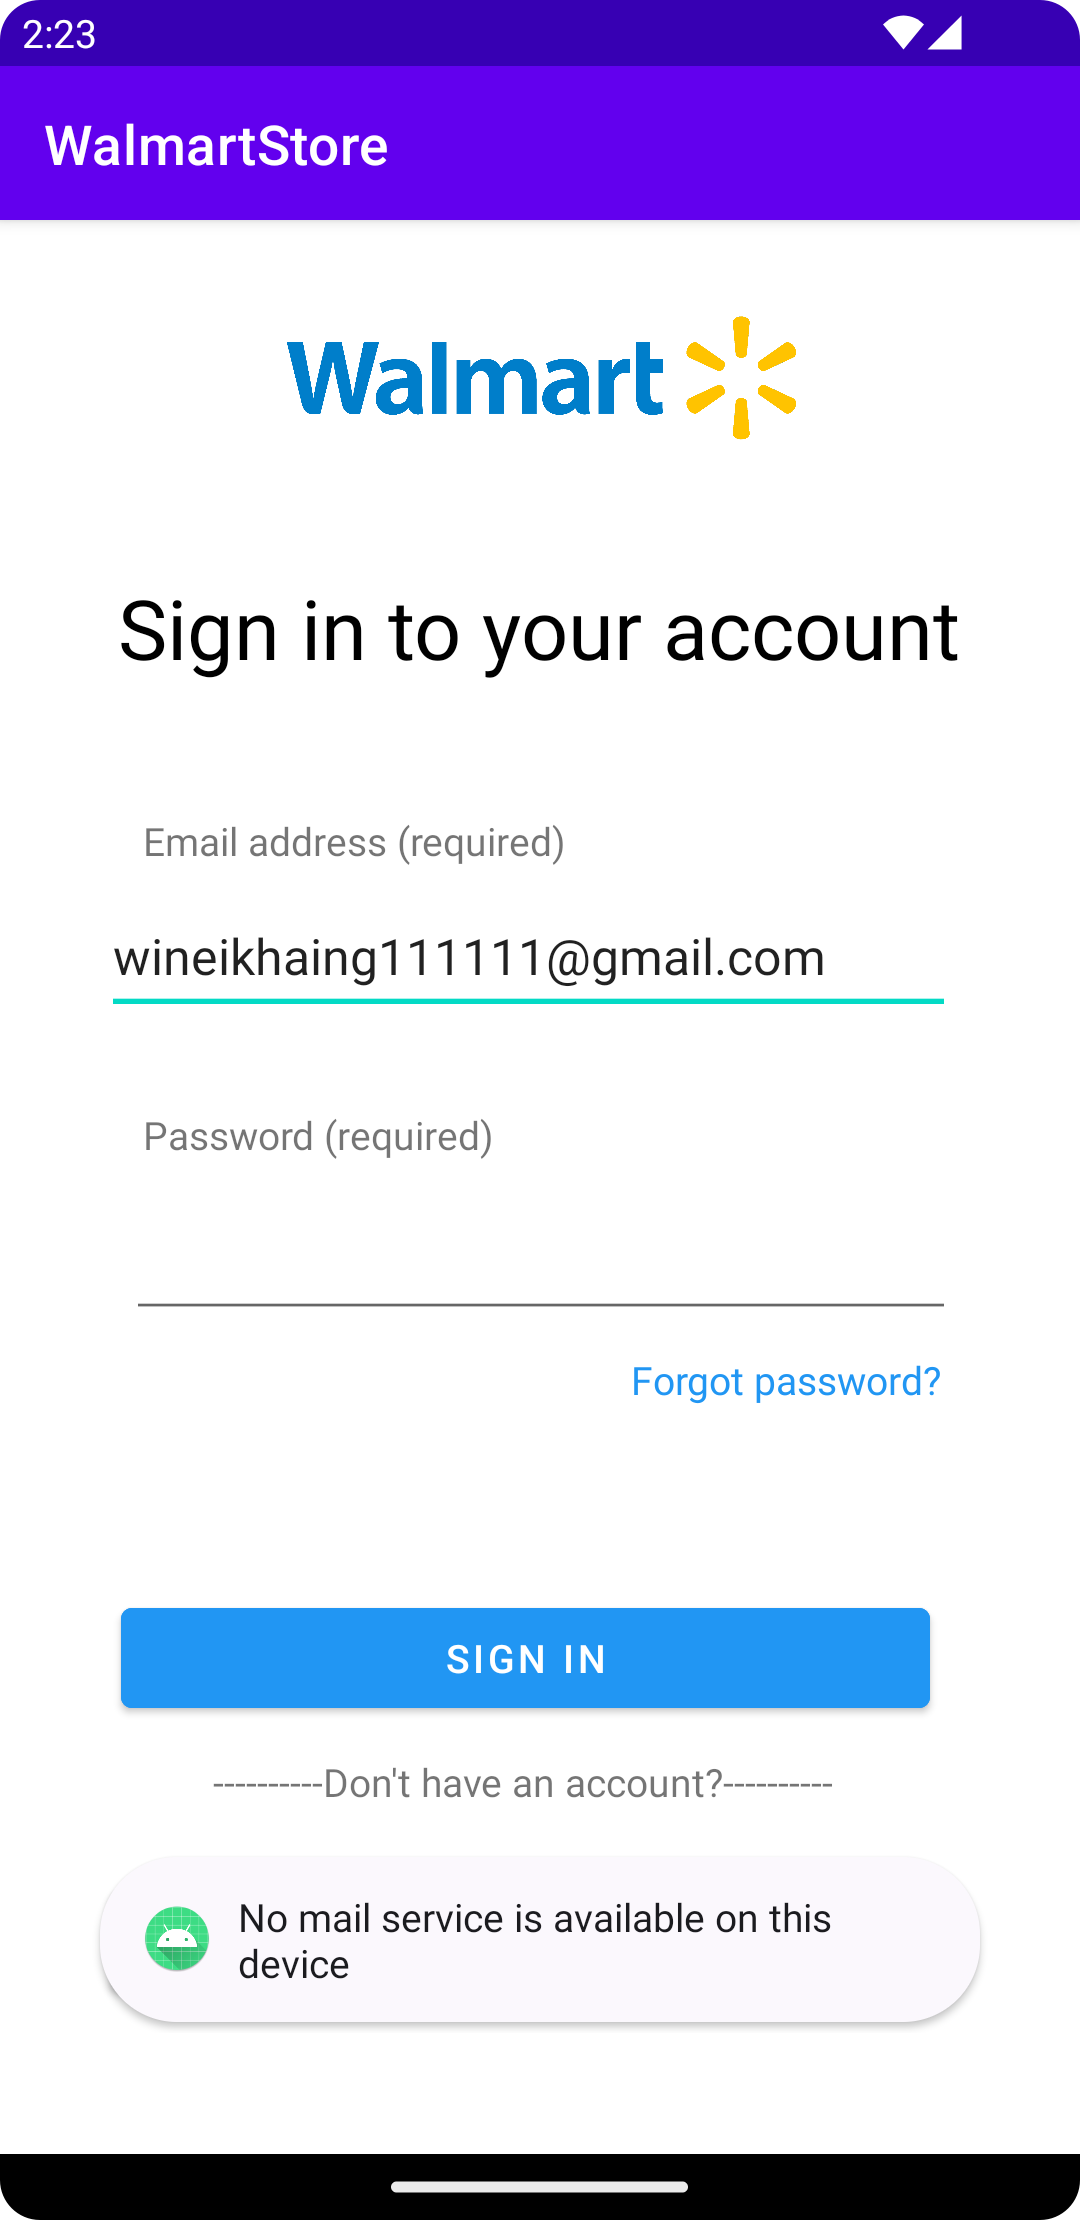 2:23
WalmartStore
Walmart
Sign in to your account
Email address (required)
wineikhaing111111@gmail.com
Password (required)
Forgot password?
SIGN IN
----------Don't have an account?----------
No mail service is available on this
device